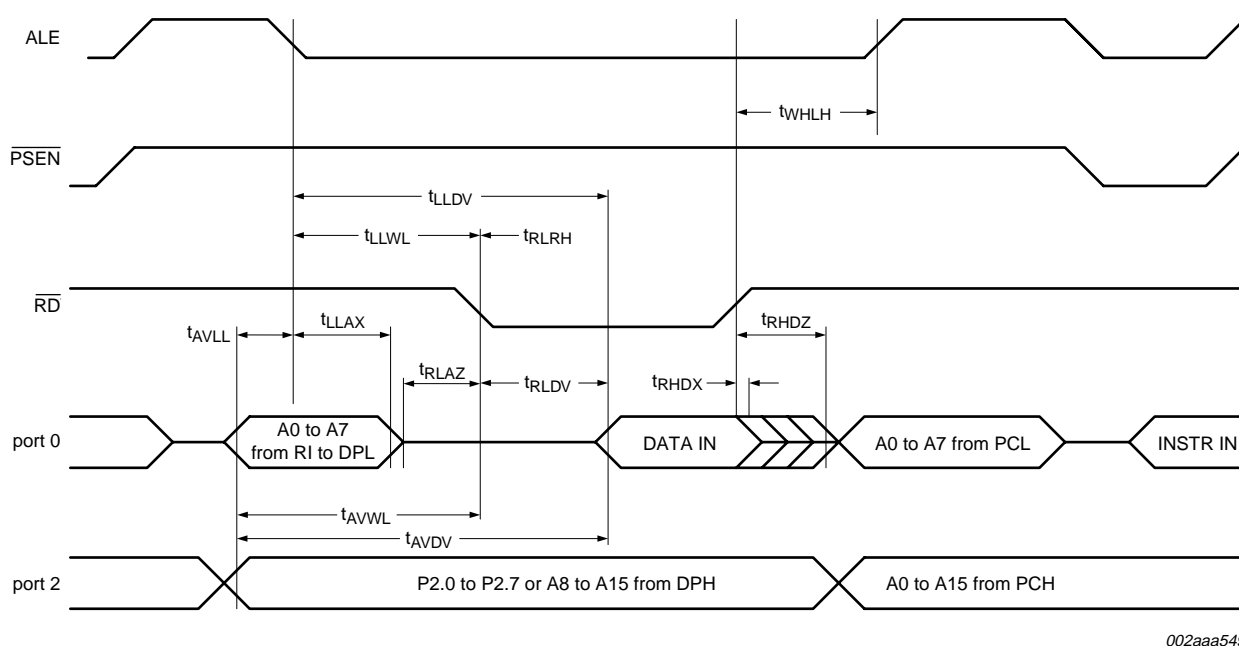 ALE
tWHLH
PSEN
tLLDV
tLLWL
tRLRH
RD
tAVLL
tLLAX
tRHDZ
tRLAZ
tRLDV
tRHDX
port 0
A0 to A7
from RI to DPL
DATA IN
A0 to A7 from PCL
INSTR IN
tAVWL
tAVDV
port 2
P2.0 to P2.7 or A8 to A15 from DPH
A0 to A15 from PCH